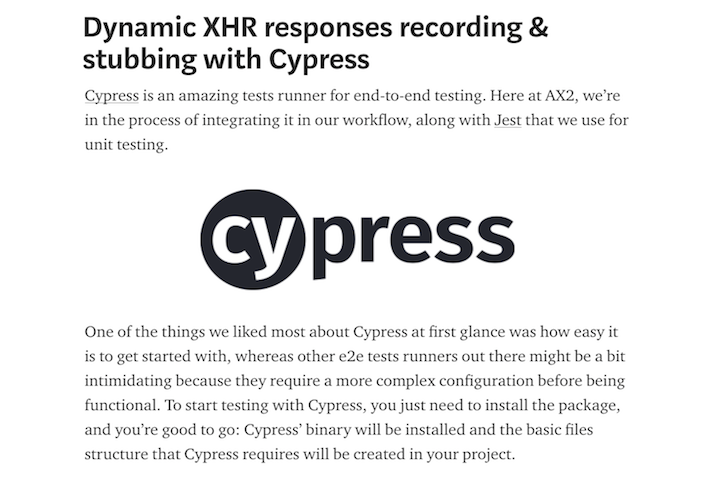 Dynamic XHR responses recording &
stubbing with Cypress
Cypress is an amazing tests runner for end-to-end testing. Here at AX2, we’re
in the process of integrating it in our workflow, along with Jest that we use for
unit testing.
cypress
One of the things we liked most about Cypress at first glance was how easy it
is to get started with, whereas other e2e tests runners out there might be a bit
intimidating because they require a more complex configuration before being
functional. To start testing with Cypress, you just need to install the package,
and you’re good to go: Cypress’ binary will be installed and the basic files
structure that Cypress requires will be created in your project.